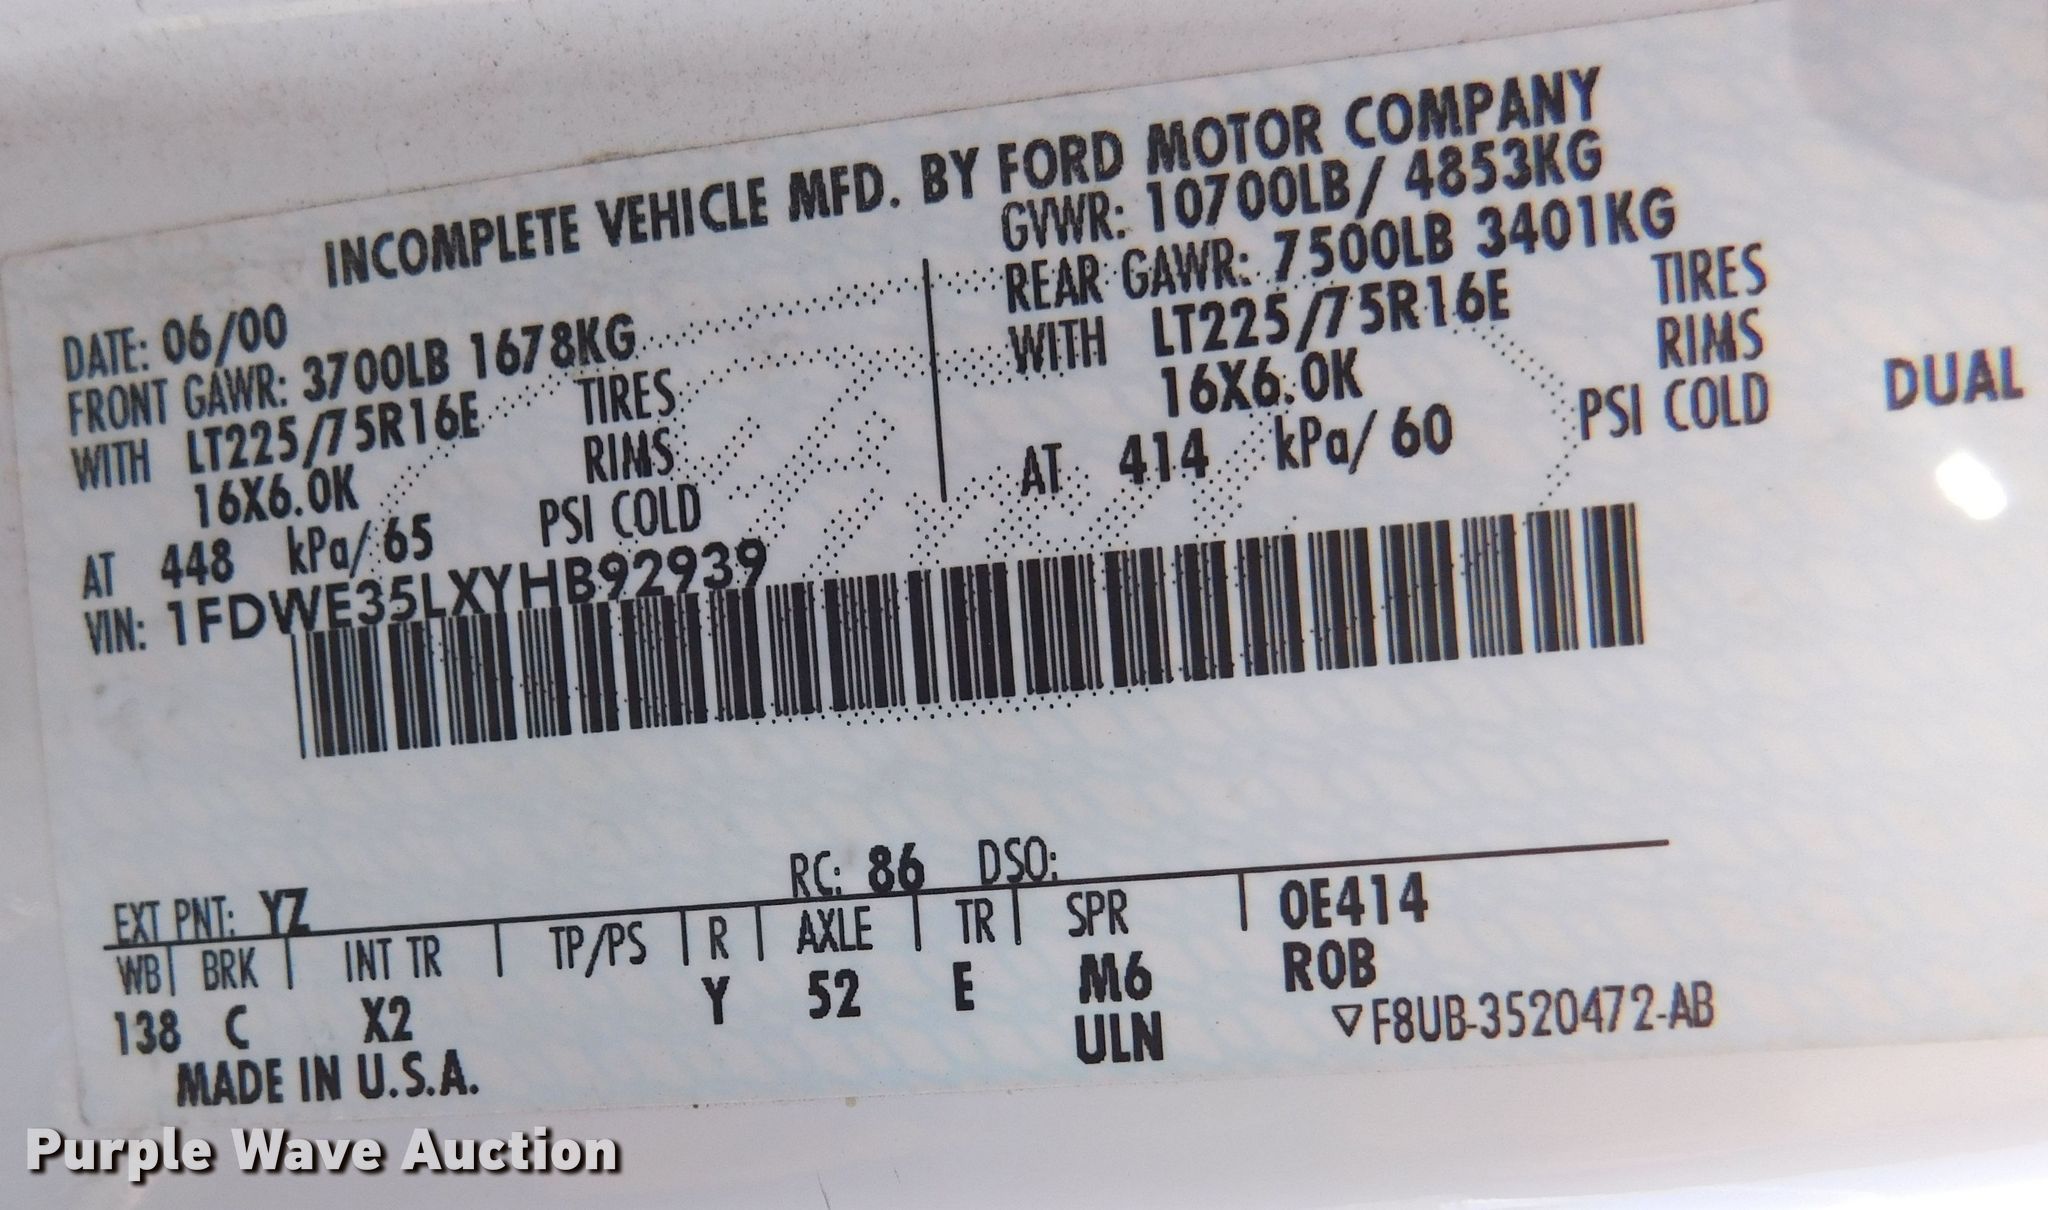 INCOMPLETE VEHICLE MFD. BY FORD MOTOR COMPANY
DATE: 06/00
GVWR: 10700LB/ 4853KG
FRONT GAWR: 3700LB 1678KG
REAR GAWR: 7500LB 3401KG
WITH LT225/75R16E TIRES
WITH LT225/75R16E TIRES
16X6.0K RIMS
16X6.0K RIMS
AT 448 kPa/ 65 PSI COLD
AT 414 kPa/ 60 PSI COLD
DUAL
VIN: 1FDWE35LXYHB92939
EXT PNT: YZ RC: 86 DSO:
WB BRK INT TR TP/PS R AXLE TR SPR 0E414
138 C X2 Y 52 E M6 ROB
ULN ▽F8UB-3520472-AB
MADE IN U.S.A.
Purple Wave Auction